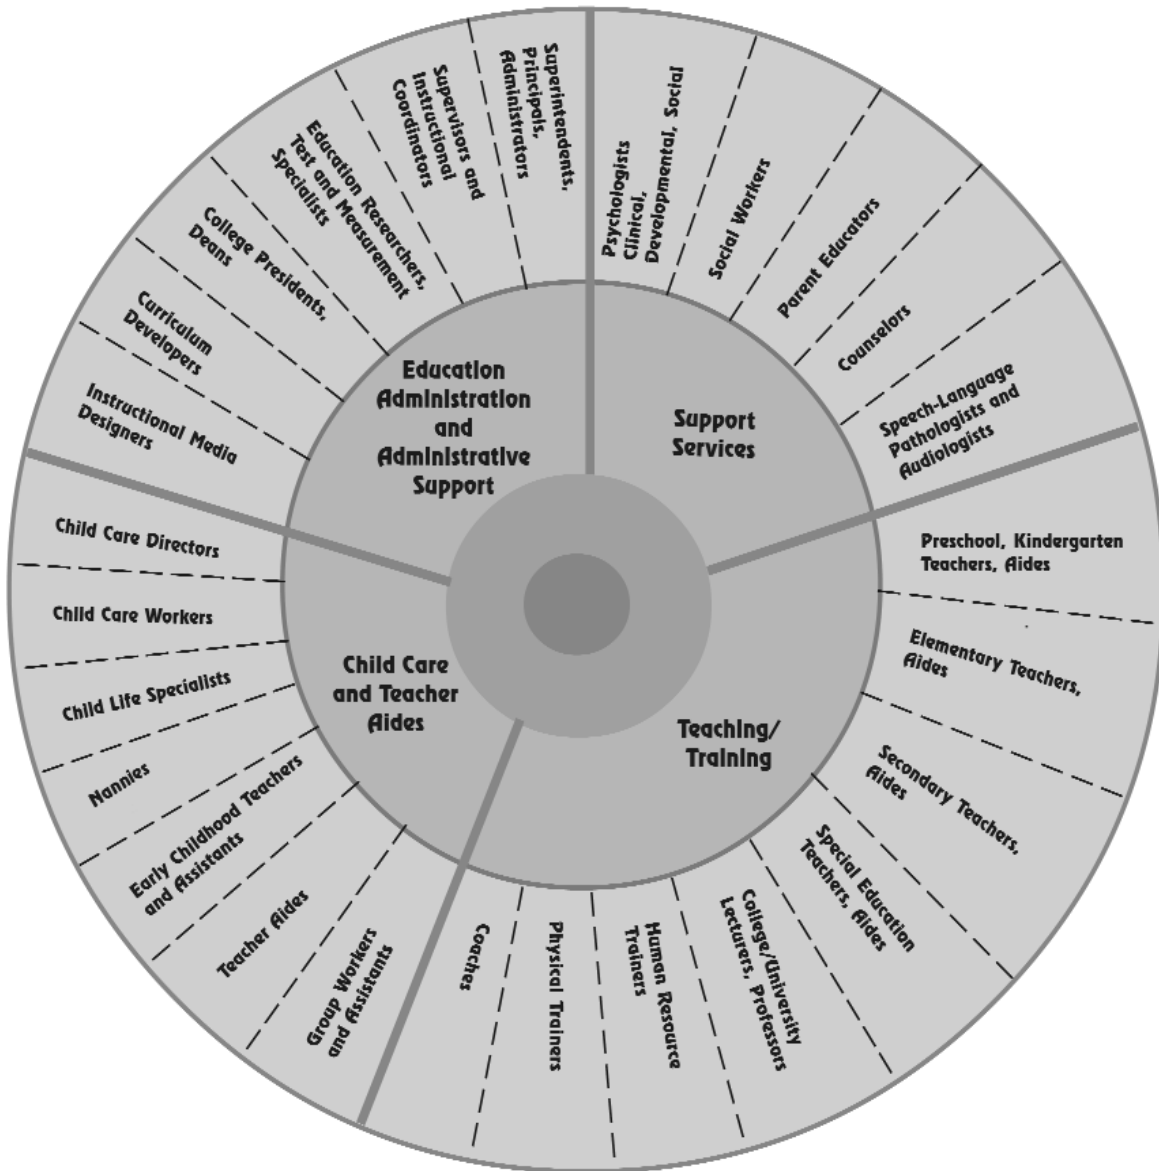 Education
Administration
and
Administrative
Support
Superintendents,
Principals,
Administrators
Supervisors and
Instructional
Coordinators
Education Researchers,
Test and Measurement
Specialists
College Presidents,
Deans
Curriculum
Developers
Instructional Media
Designers
Support
Services
Psychologists
Clinical,
Developmental, Social
Social Workers
Parent Educators
Counselors
Speech-Language
Pathologists and
Audiologists
Teaching/
Training
Preschool, Kindergarten
Teachers, Aides
Elementary Teachers,
Aides
Secondary Teachers,
Aides
Special Education
Teachers, Aides
College/University
Lecturers, Professors
Human Resource
Trainers
Physical Trainers
Coaches
Child Care
and Teacher
Aides
Child Care Directors
Child Care Workers
Child Life Specialists
Nannies
Early Childhood Teachers
and Assistants
Teacher Aides
Group Workers
and Assistants